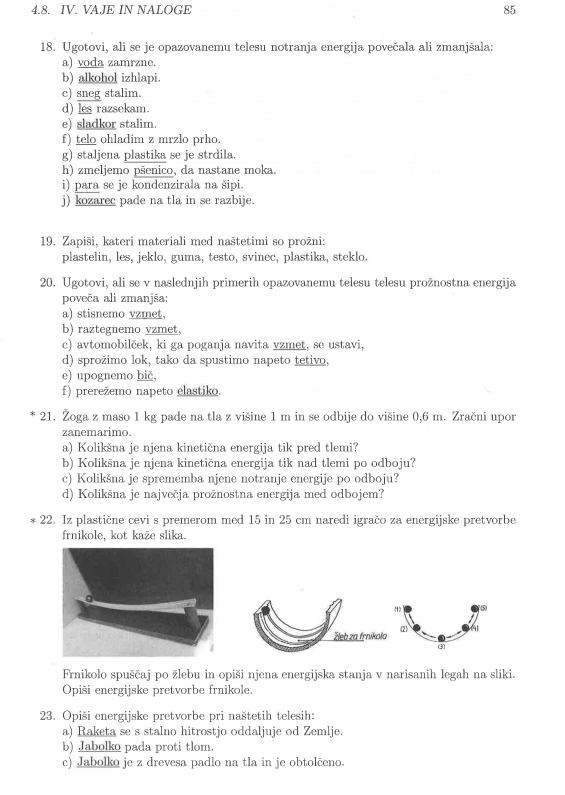 4.8. IV. VAJE IN NALOGE 85
18. Ugotovi, ali se je opazovanemu telesu notranja energija povečala ali zmanjšala:
a) voda zamrzne.
b) alkohol izhlapi.
c) sneg stalim.
d) les razsekam.
e) sladkor stalim.
f) telo ohladim z mrzlo prho.
g) staljena plastika se je strdila.
h) zmeljemo pšenico, da nastane moka.
i) para se je kondenzirala na šipi.
j) kozarec pade na tla in se razbije.
19. Zapiši, kateri materiali med naštetimi so prožni:
plastelin, les, jeklo, guma, testo, svinec, plastika, steklo.
20. Ugotovi, ali se v naslednjih primerih opazovanemu telesu telesu prožnostna energija
poveča ali zmanjša:
a) stisnemo vzmet,
b) raztegnemo vzmet,
c) avtomobilček, ki ga poganja navita vzmet, se ustavi,
d) sprožimo lok, tako da spustimo napeto tetivo,
e) upognemo bič,
f) prerežemo napeto elastiko.
* 21. Žoga z maso 1 kg pade na tla z višine 1 m in se odbije do višine 0,6 m. Zračni upor
zanemarimo.
a) Kolikšna je njena kinetična energija tik pred tlemi?
b) Kolikšna je njena kinetična energija tik nad tlemi po odboju?
c) Kolikšna je sprememba njene notranje energije po odboju?
d) Kolikšna je največja prožnostna energija med odbojem?
* 22. Iz plastične cevi s premerom med 15 in 25 cm naredi igračo za energijske pretvorbe
frnikole, kot kaže slika.
žleb za frnikolo
(1) (5)
(2) (4)
(3)
Frnikolo spuščaj po žlebu in opiši njena energijska stanja v narisanih legah na sliki.
Opiši energijske pretvorbe frnikole.
23. Opiši energijske pretvorbe pri naštetih telesih:
a) Raketa se s stalno hitrostjo oddaljuje od Zemlje.
b) Jabolko pada proti tlom.
c) Jabolko je z drevesa padlo na tla in je obtolčeno.